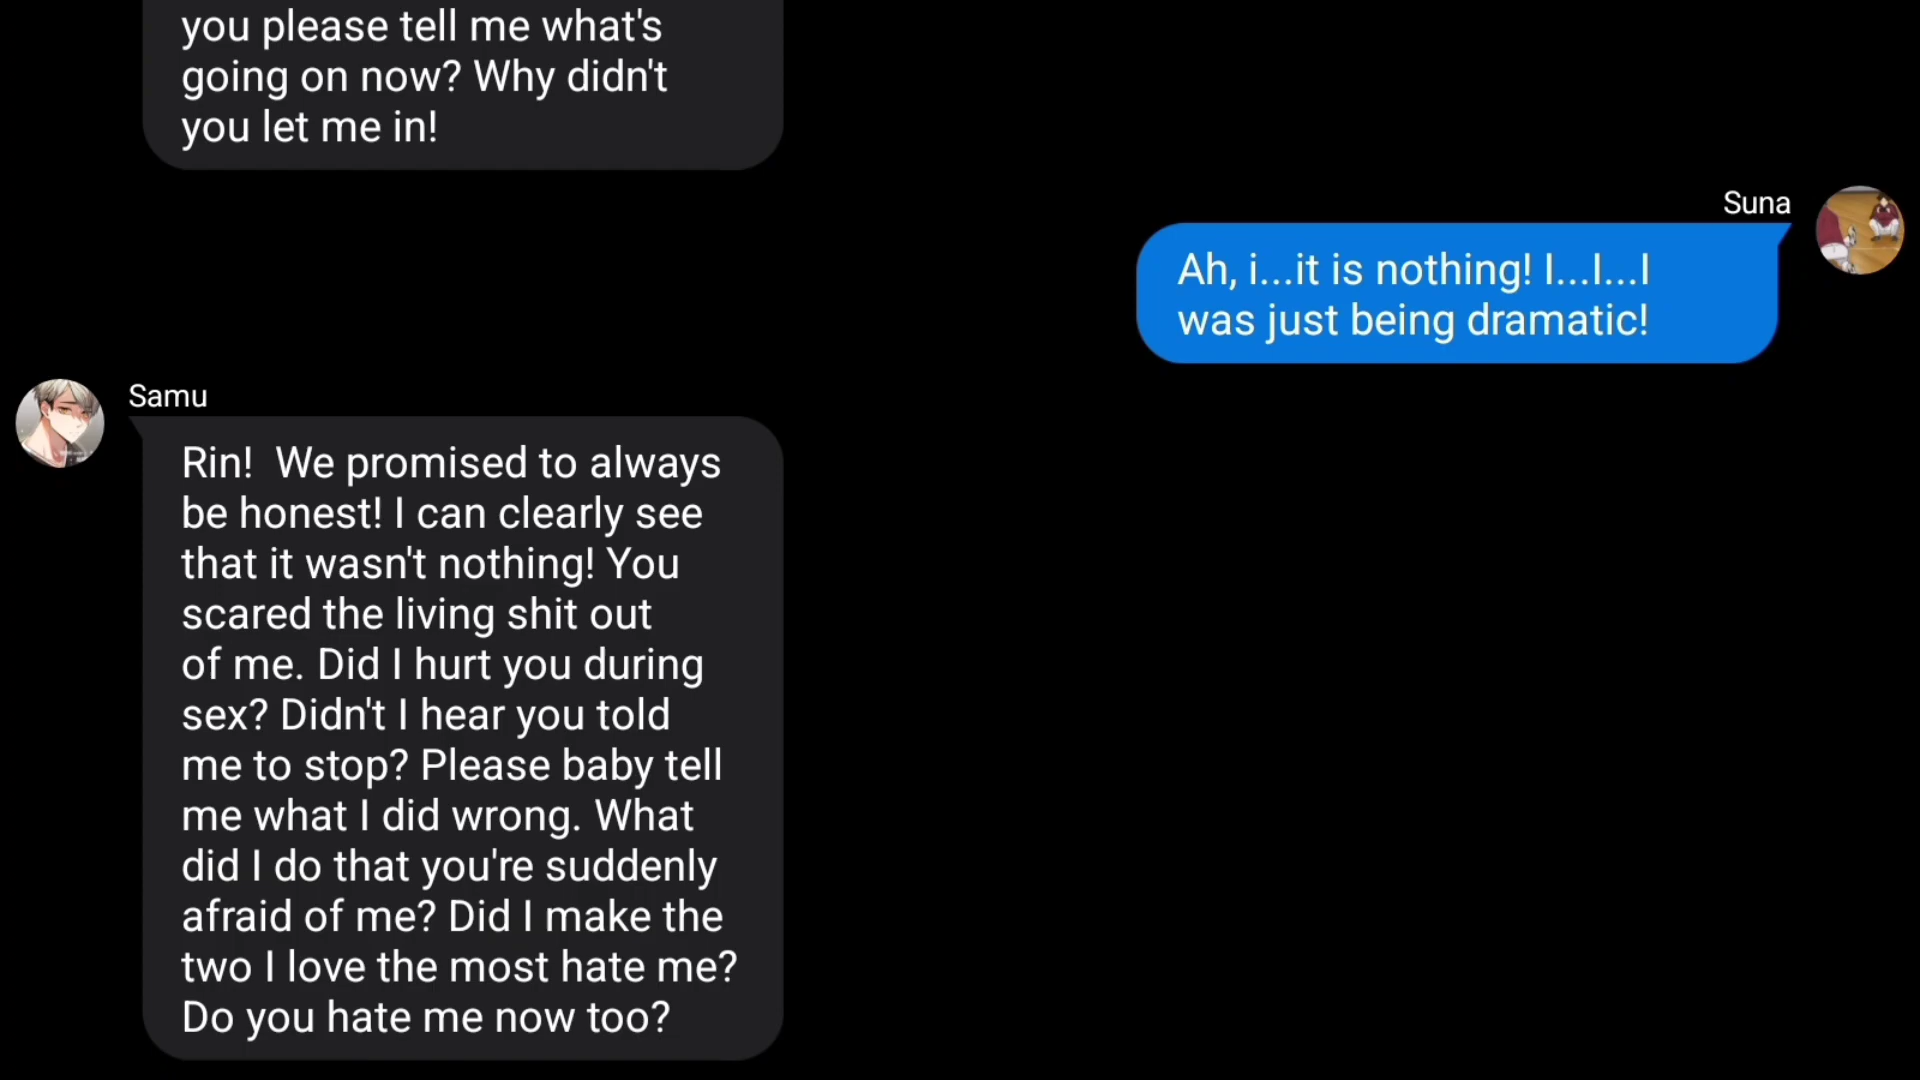 you please tell me what's
going on now? Why didn't
you let me in!
Suna
Ah, i...it is nothing! I...I...I
was just being dramatic!
Samu
Rin!  We promised to always
be honest! I can clearly see
that it wasn't nothing! You
scared the living shit out
of me. Did I hurt you during
sex? Didn't I hear you told
me to stop? Please baby tell
me what I did wrong. What
did I do that you're suddenly
afraid of me? Did I make the
two I love the most hate me?
Do you hate me now too?